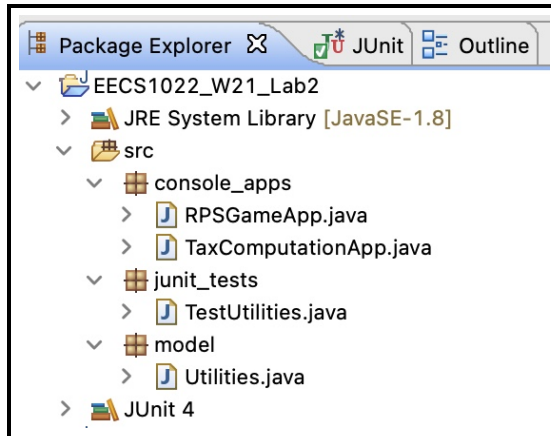 Package Explorer JUnit Outline
EECS1022_W21_Lab2
JRE System Library [JavaSE-1.8]
src
console_apps
RPSGameApp.java
TaxComputationApp.java
junit_tests
TestUtilities.java
model
Utilities.java
JUnit 4